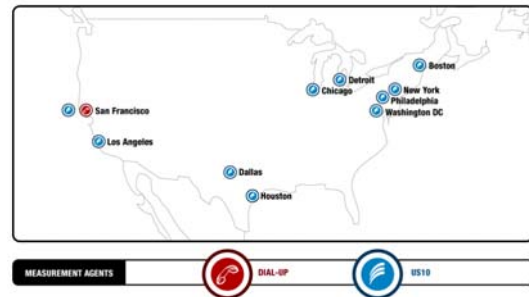 Boston
Detroit
Chicago
New York
Philadelphia
Washington DC
San Francisco
Los Angeles
Dallas
Houston
MEASUREMENT AGENTS
DIAL-UP
US10